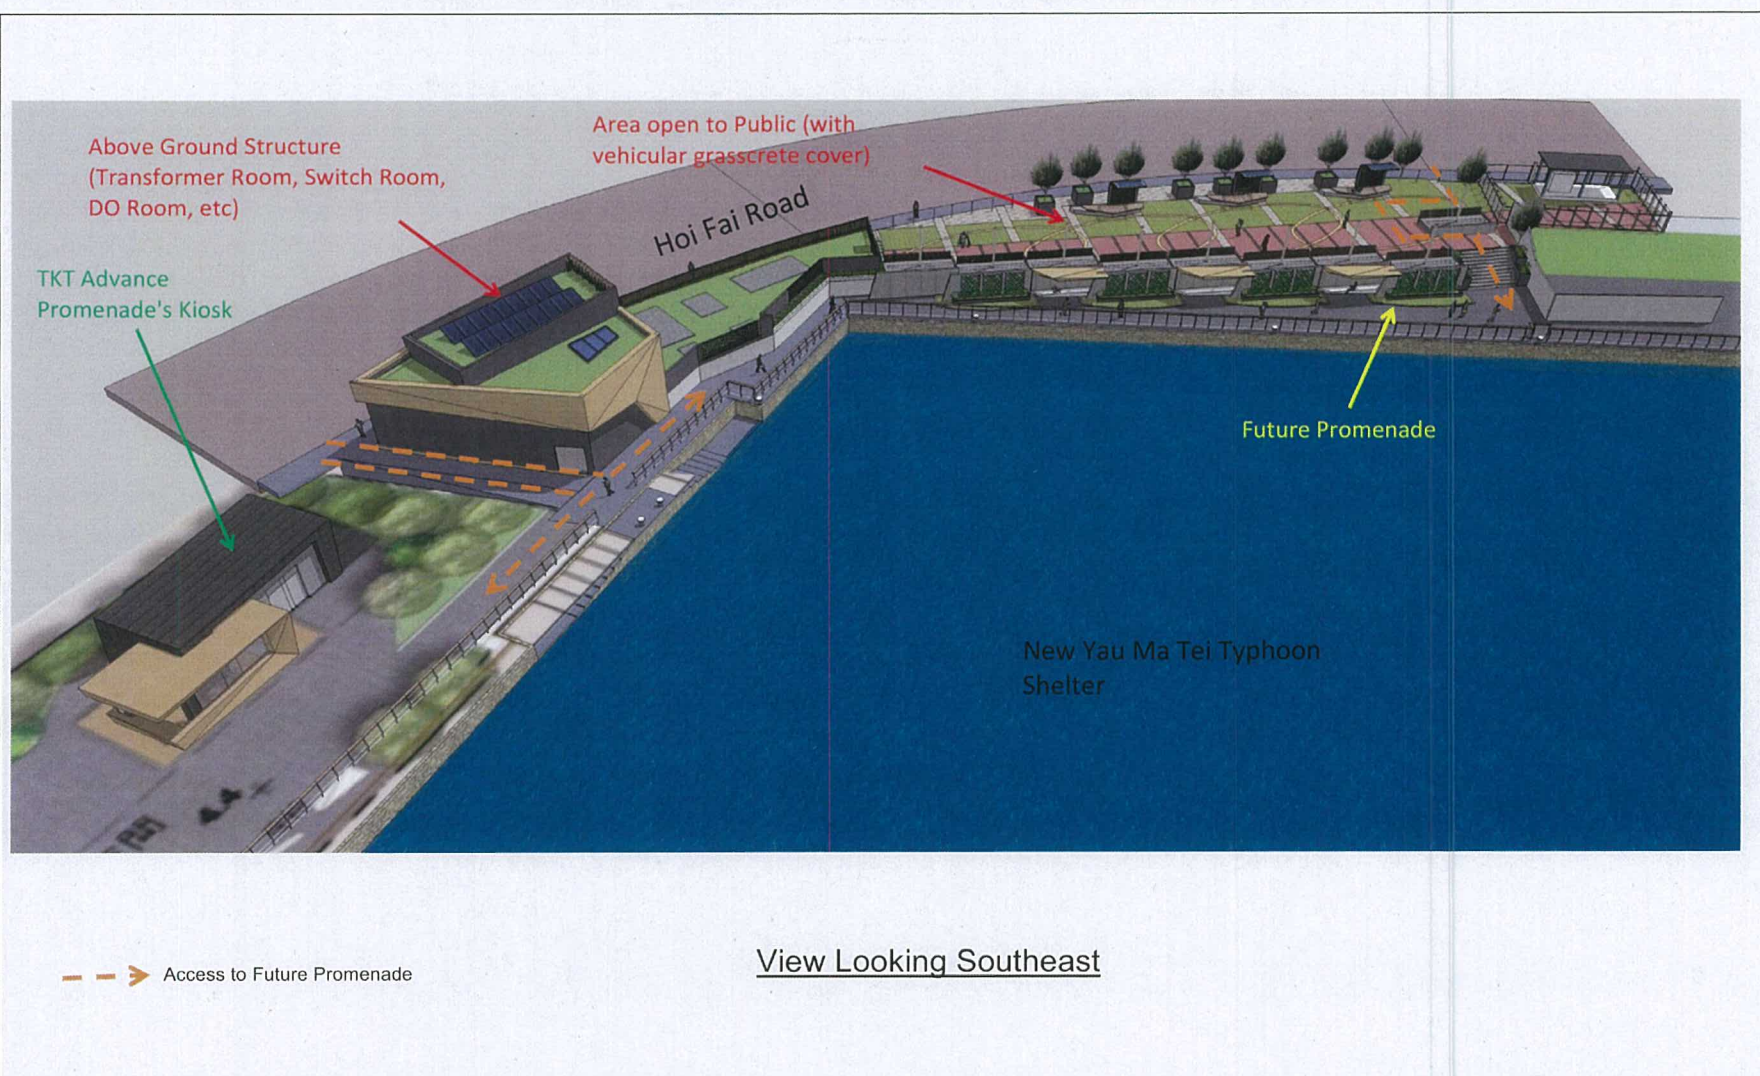 Above Ground Structure
(Transformer Room, Switch Room,
DO Room, etc)
Area open to Public (with
vehicular grasscrete cover)
Hoi Fai Road
TKT Advance
Promenade's Kiosk
Future Promenade
New Yau Ma Tei Typhoon
Shelter
4.4 +
Access to Future Promenade
View Looking Southeast